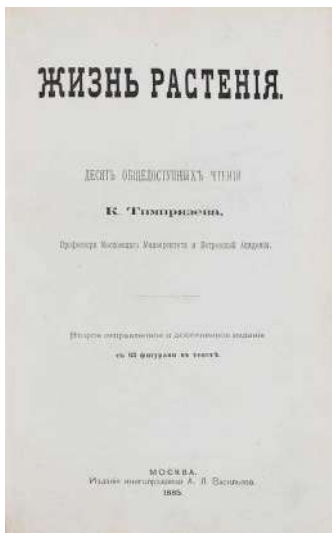 ЖИЗНЬ РАСТЕНІЯ.
ДЕСЯТЬ ОБЩЕДОСТУПНЫХЪ ЧТЕНІЙ
К. Тимирязева,
Профессора Московскаго Университета и Петровской Академіи.
Второе исправленное и дополненное изданіе
съ фигурами въ текстѣ.
МОСКВА.
Изданіе книгопродавца А. Л. Васильева.
1885.